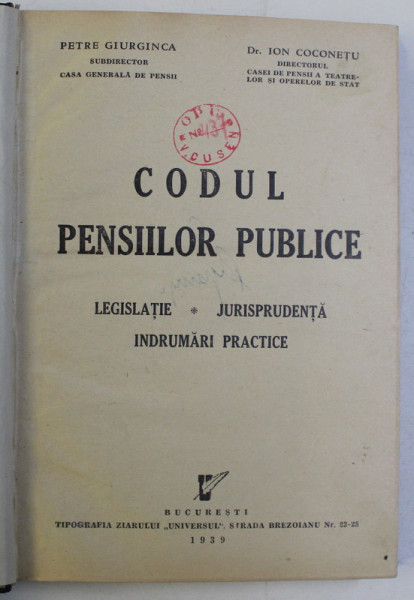 PETRE GIURGINCA
SUBDIRECTOR
CASA GENERALĂ DE PENSII
Dr. ION COCONEȚU
DIRECTORUL
CASEI DE PENSII A TEATRE-
LOR ȘI OPERELOR DE STAT
CODUL
PENSIILOR PUBLICE
LEGISLAȚIE * JURISPRUDENȚĂ
INDRUMĂRI PRACTICE
BUCUREȘTI
TIPOGRAFIA ZIARULUI „UNIVERSUL”, STRADA BREZOIANU Nr. 23-25
1939